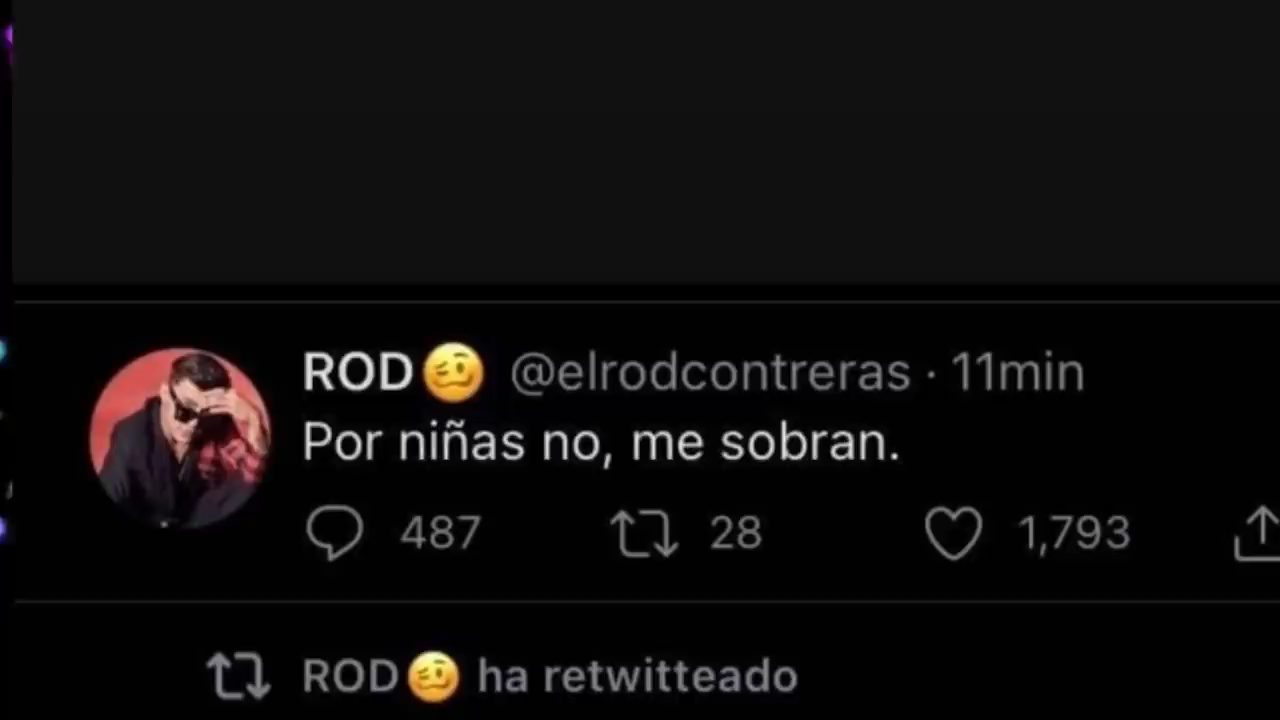 ROD🥴 @elrodcontreras · 11min
Por niñas no, me sobran.
487 28 1,793
ROD🥴 ha retwitteado